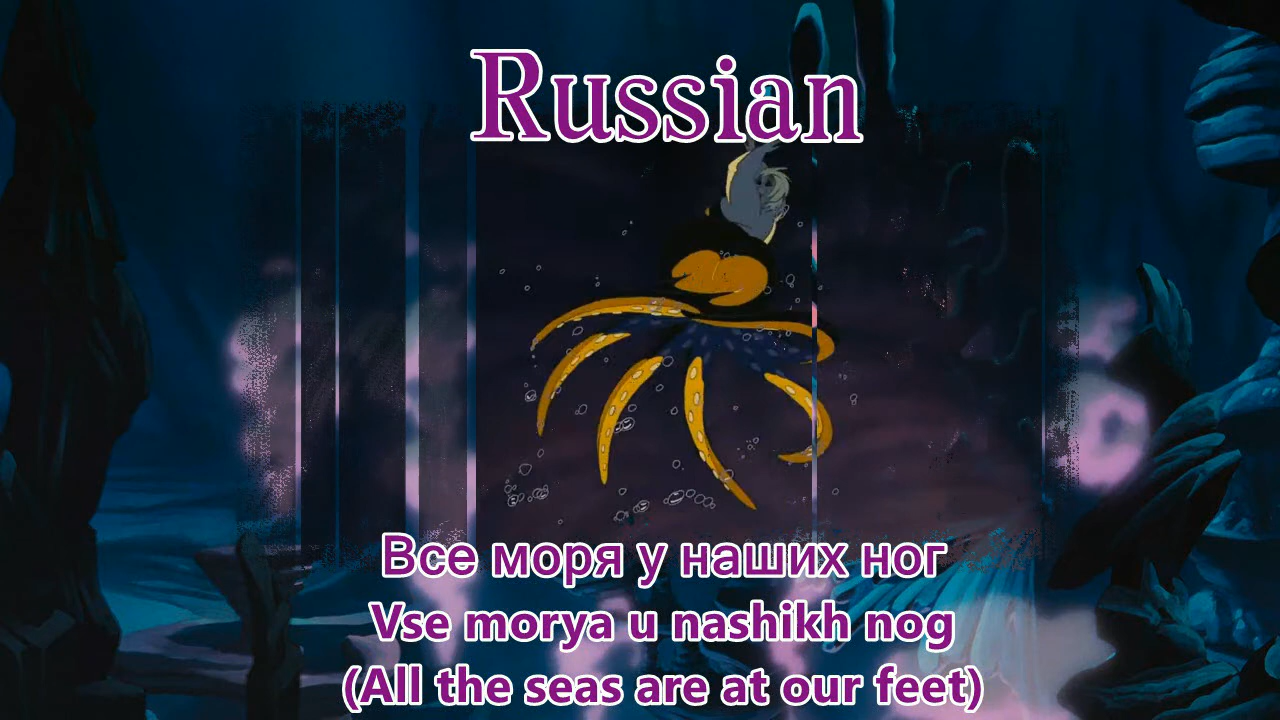 Russian
Все моря у наших ног
Vse morya u nashikh nog
(All the seas are at our feet)